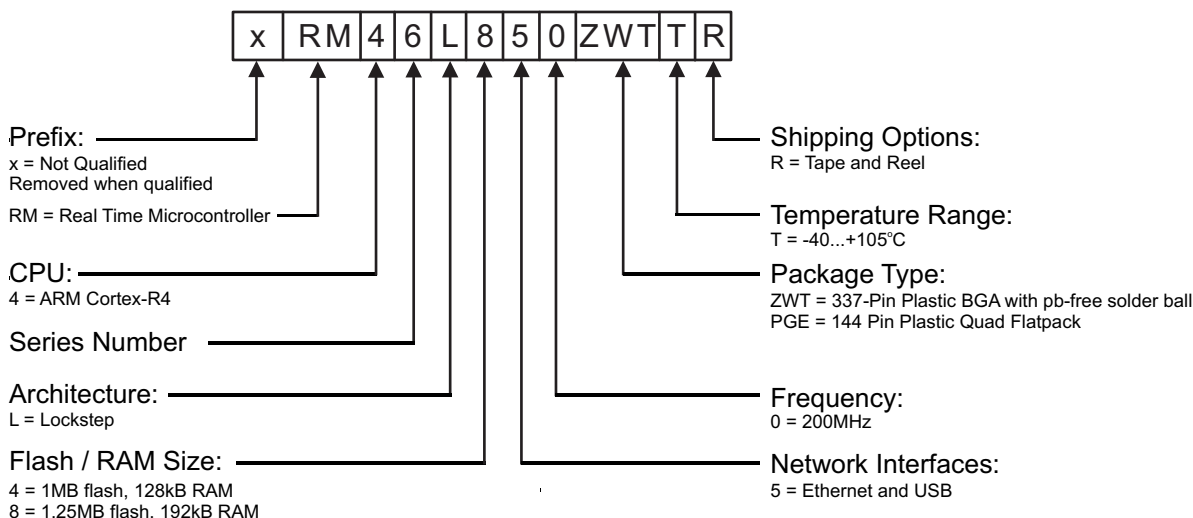 x RM 4 6 L 8 5 0 ZWT T R
Prefix:
x = Not Qualified
Removed when qualified
RM = Real Time Microcontroller
CPU:
4 = ARM Cortex-R4
Series Number
Architecture:
L = Lockstep
Flash / RAM Size:
4 = 1MB flash, 128kB RAM
8 = 1.25MB flash, 192kB RAM
Shipping Options:
R = Tape and Reel
Temperature Range:
T = -40...+105°C
Package Type:
ZWT = 337-Pin Plastic BGA with pb-free solder ball
PGE = 144 Pin Plastic Quad Flatpack
Frequency:
0 = 200MHz
Network Interfaces:
5 = Ethernet and USB